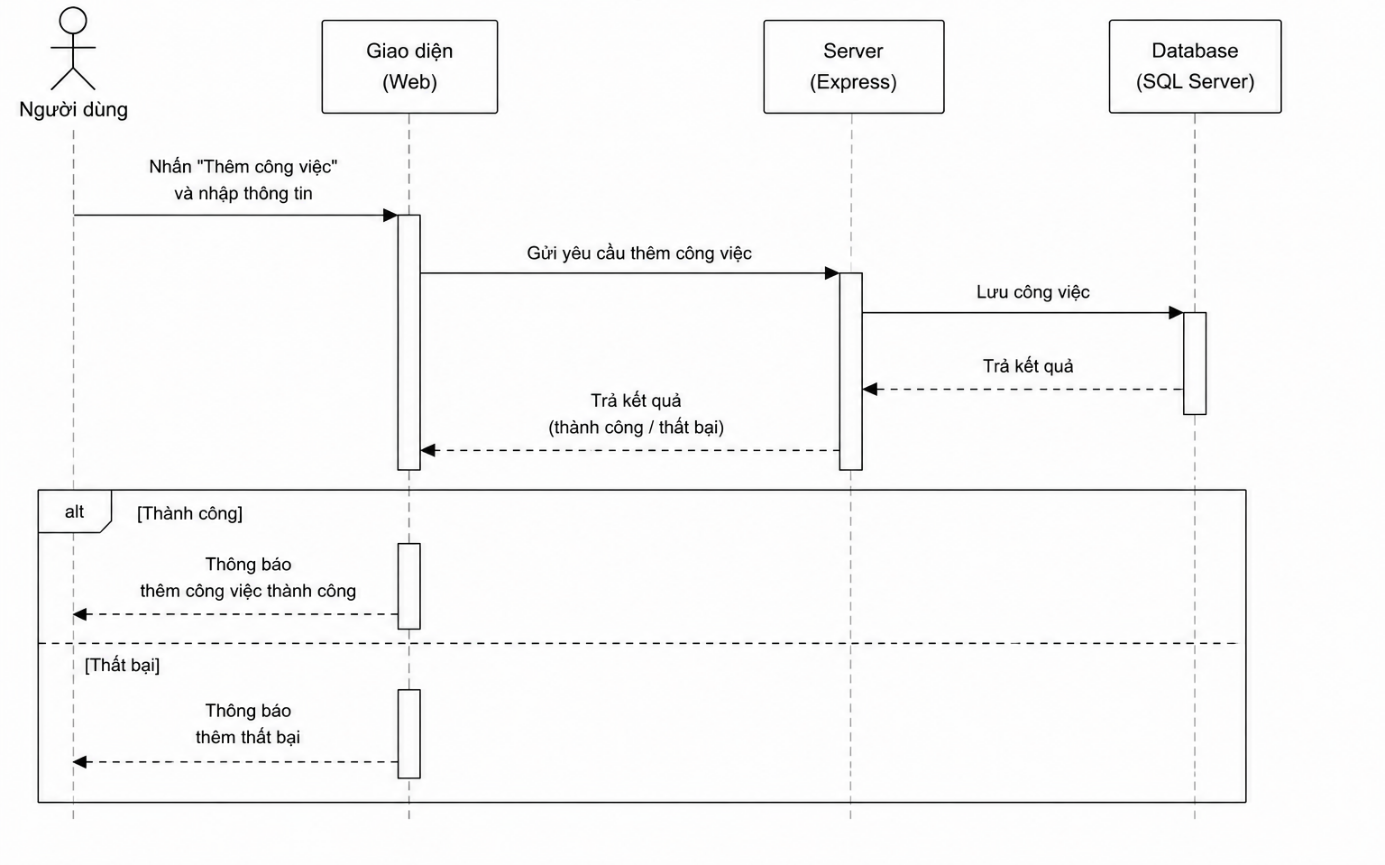 Người dùng
Giao diện
(Web)
Server
(Express)
Database
(SQL Server)
Nhấn "Thêm công việc"
và nhập thông tin
Gửi yêu cầu thêm công việc
Lưu công việc
Trả kết quả
Trả kết quả
(thành công / thất bại)
alt
[Thành công]
Thông báo
thêm công việc thành công
[Thất bại]
Thông báo
thêm thất bại